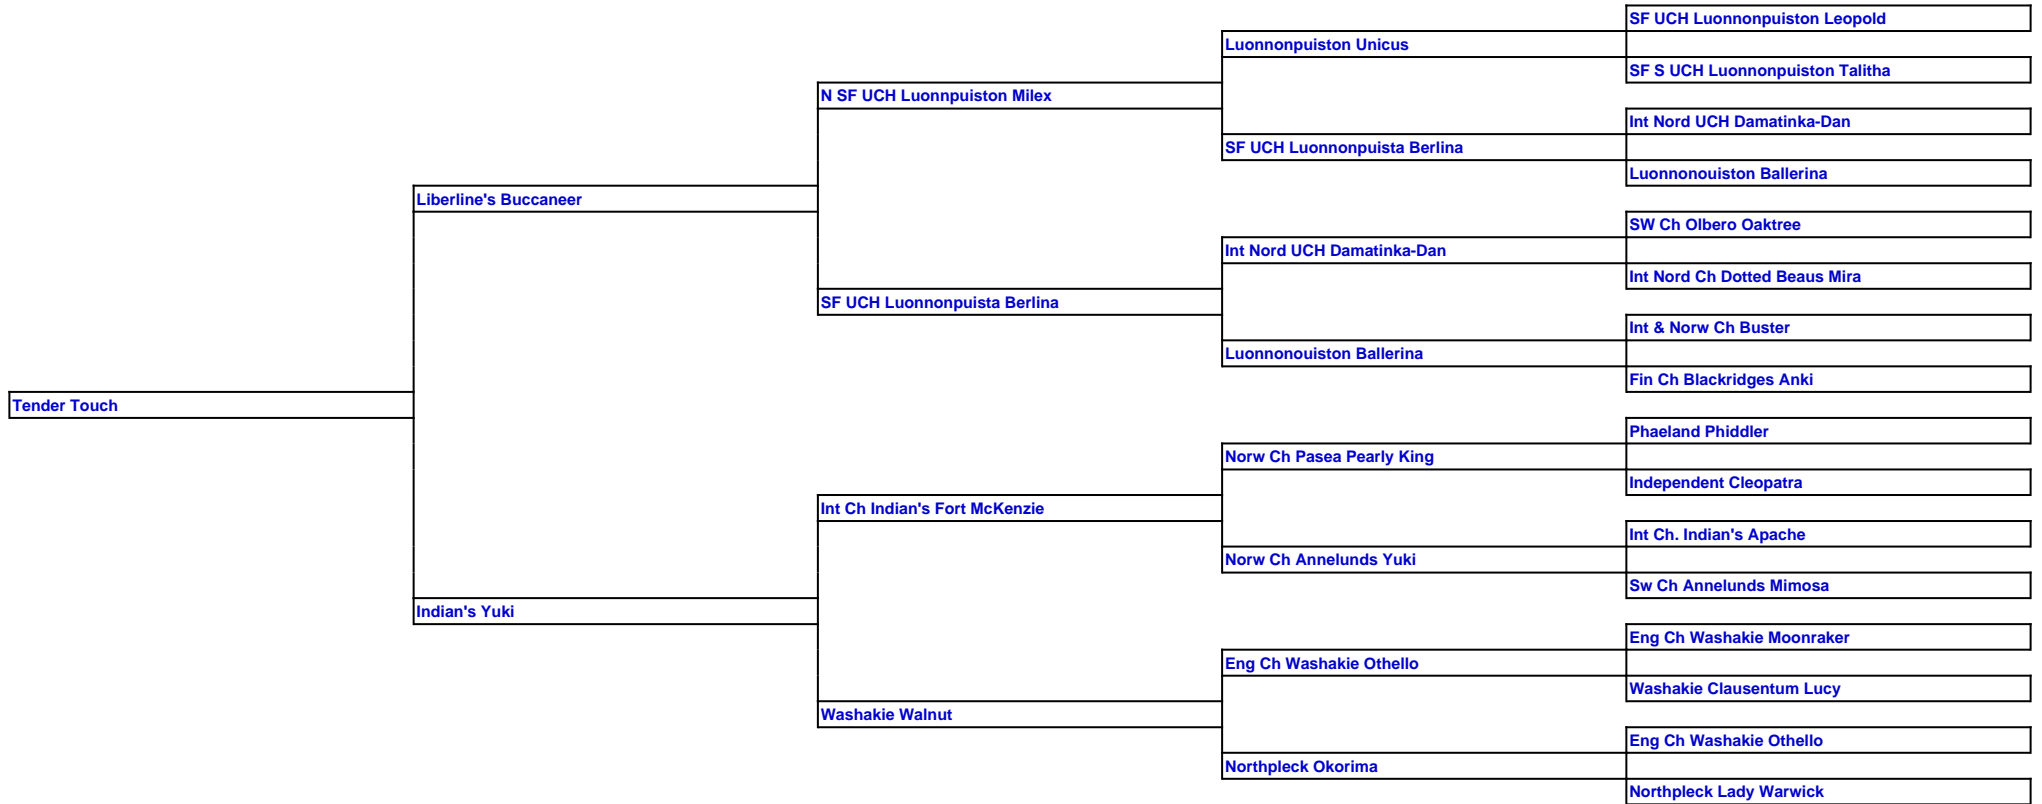 SF UCH Luonnonpuiston Leopold
Luonnonpuiston Unicus
SF S UCH Luonnonpuiston Talitha
N SF UCH Luonnpuiston Milex
Int Nord UCH Damatinka-Dan
SF UCH Luonnonpuista Berlina
Luonnonouiston Ballerina
Liberline's Buccaneer
SW Ch Olbero Oaktree
Int Nord UCH Damatinka-Dan
Int Nord Ch Dotted Beaus Mira
SF UCH Luonnonpuista Berlina
Int & Norw Ch Buster
Luonnonouiston Ballerina
Fin Ch Blackridges Anki
Tender Touch
Phaeland Phiddler
Norw Ch Pasea Pearly King
Independent Cleopatra
Int Ch Indian's Fort McKenzie
Int Ch. Indian's Apache
Norw Ch Annelunds Yuki
Sw Ch Annelunds Mimosa
Indian's Yuki
Eng Ch Washakie Moonraker
Eng Ch Washakie Othello
Washakie Clausentum Lucy
Washakie Walnut
Eng Ch Washakie Othello
Northpleck Okorima
Northpleck Lady Warwick